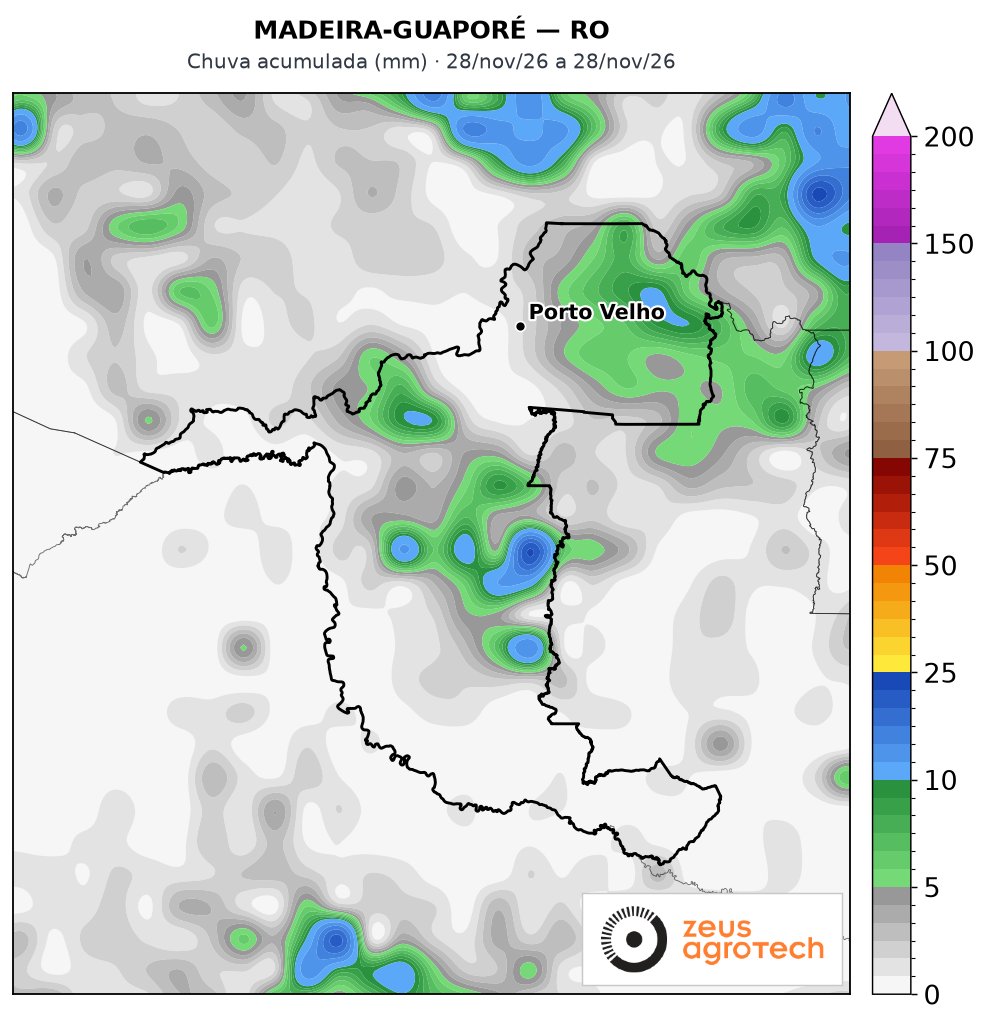 MADEIRA-GUAPORÉ — RO
Chuva acumulada (mm) · 28/nov/26 a 28/nov/26
Porto Velho
200
150
100
75
50
25
10
5
0
zeus
agrotech